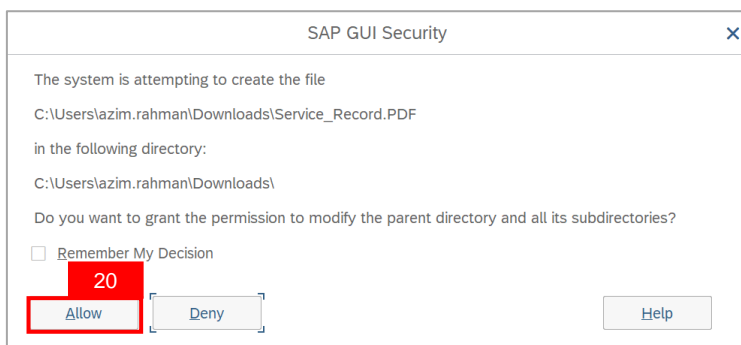 SAP GUI Security
The system is attempting to create the file
C:\Users\azim.rahman\Downloads\Service_Record.PDF
in the following directory:
C:\Users\azim.rahman\Downloads\
Do you want to grant the permission to modify the parent directory and all its subdirectories?
Remember My Decision
20
Allow Deny Help